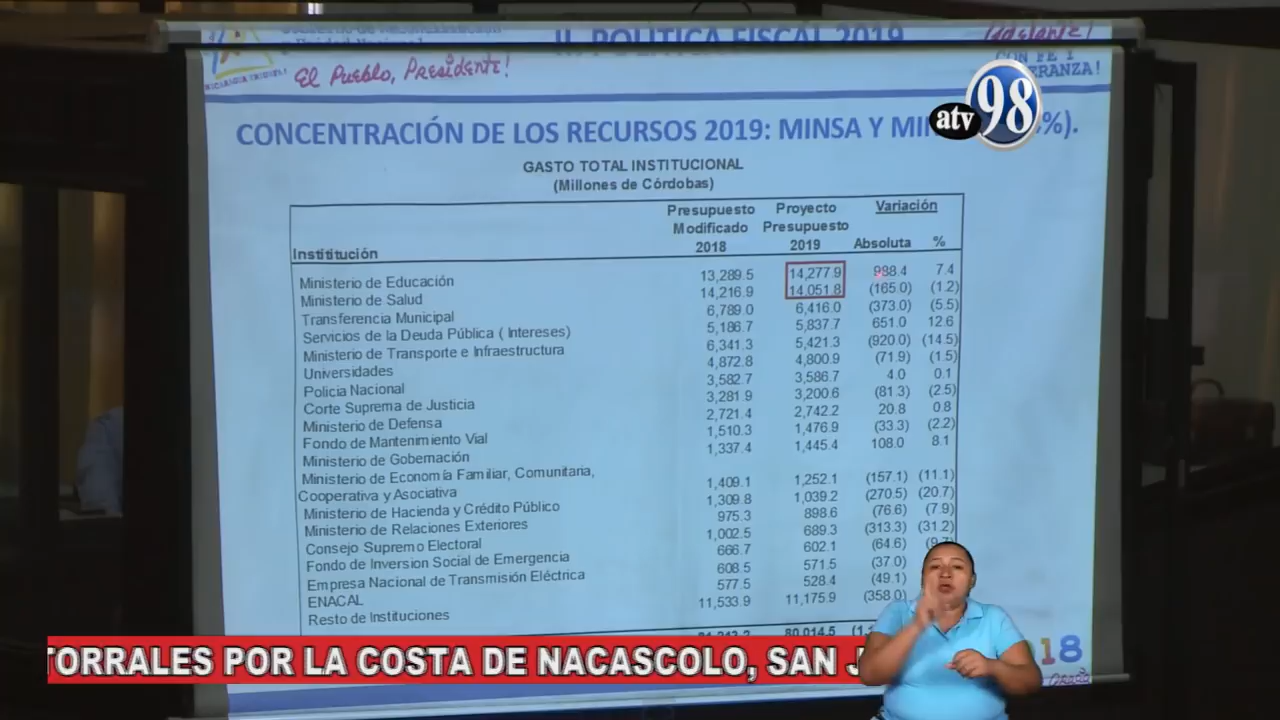 II. POLÍTICA FISCAL 2019
El Pueblo, Presidente!
Adelante!
CON FE Y
ERANZA!
atv 98
CONCENTRACIÓN DE LOS RECURSOS 2019: MINSA Y %).
GASTO TOTAL INSTITUCIONAL
(Millones de Córdobas)
Instititución Presupuesto Modificado 2018 Proyecto Presupuesto 2019 Variación Absoluta %
Ministerio de Educación 13,289.5 14,277.9 988.4 7.4
Ministerio de Salud 14,216.9 14,051.8 (165.0) (1.2)
Transferencia Municipal 6,789.0 6,416.0 (373.0) (5.5)
Servicios de la Deuda Pública ( Intereses) 5,186.7 5,837.7 651.0 12.6
Ministerio de Transporte e Infraestructura 6,341.3 5,421.3 (920.0) (14.5)
Universidades 4,872.8 4,800.9 (71.9) (1.5)
Policia Nacional 3,582.7 3,586.7 4.0 0.1
Corte Suprema de Justicia 3,281.9 3,200.6 (81.3) (2.5)
Ministerio de Defensa 2,721.4 2,742.2 20.8 0.8
Fondo de Mantenimiento Vial 1,510.3 1,476.9 (33.3) (2.2)
Ministerio de Gobernación 1,337.4 1,445.4 108.0 8.1
Ministerio de Economía Familiar, Comunitaria,
Cooperativa y Asociativa 1,409.1 1,252.1 (157.1) (11.1)
Ministerio de Hacienda y Crédito Público 1,309.8 1,039.2 (270.5) (20.7)
Ministerio de Relaciones Exteriores 975.3 898.6 (76.6) (7.9)
Consejo Supremo Electoral 1,002.5 689.3 (313.3) (31.2)
Fondo de Inversion Social de Emergencia 666.7 602.1 (64.6)
Empresa Nacional de Transmisión Eléctrica 608.5 571.5 (37.0)
ENACAL 577.5 528.4 (49.1)
Resto de Instituciones 11,533.9 11,175.9 (358.0)
80,014.5
TORRALES POR LA COSTA DE NACASCOLO, SAN J